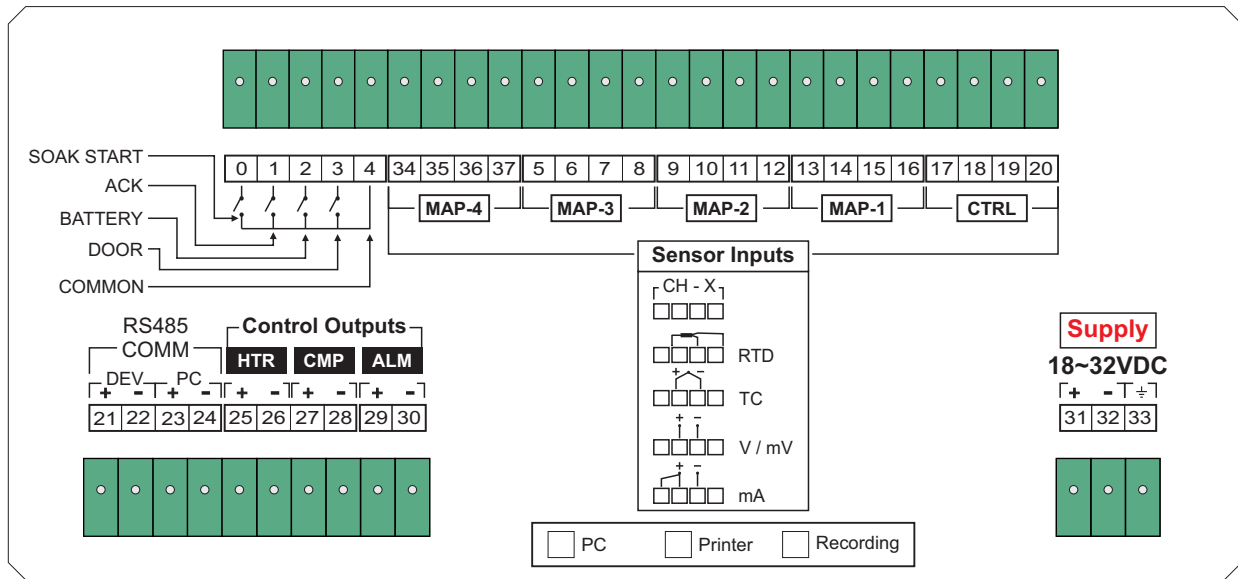 SOAK START
ACK
BATTERY
DOOR
COMMON
0 1 2 3 4 34 35 36 37 5 6 7 8 9 10 11 12 13 14 15 16 17 18 19 20
MAP-4 MAP-3 MAP-2 MAP-1 CTRL
Sensor Inputs
CH - X
RTD
+ -
TC
+ -
V / mV
+ -
mA
RS485
COMM
DEV PC
+ - + -
21 22 23 24
Control Outputs
HTR CMP ALM
+ - + - + -
25 26 27 28 29 30
Supply
18~32VDC
+ - ⏚
31 32 33
PC Printer Recording